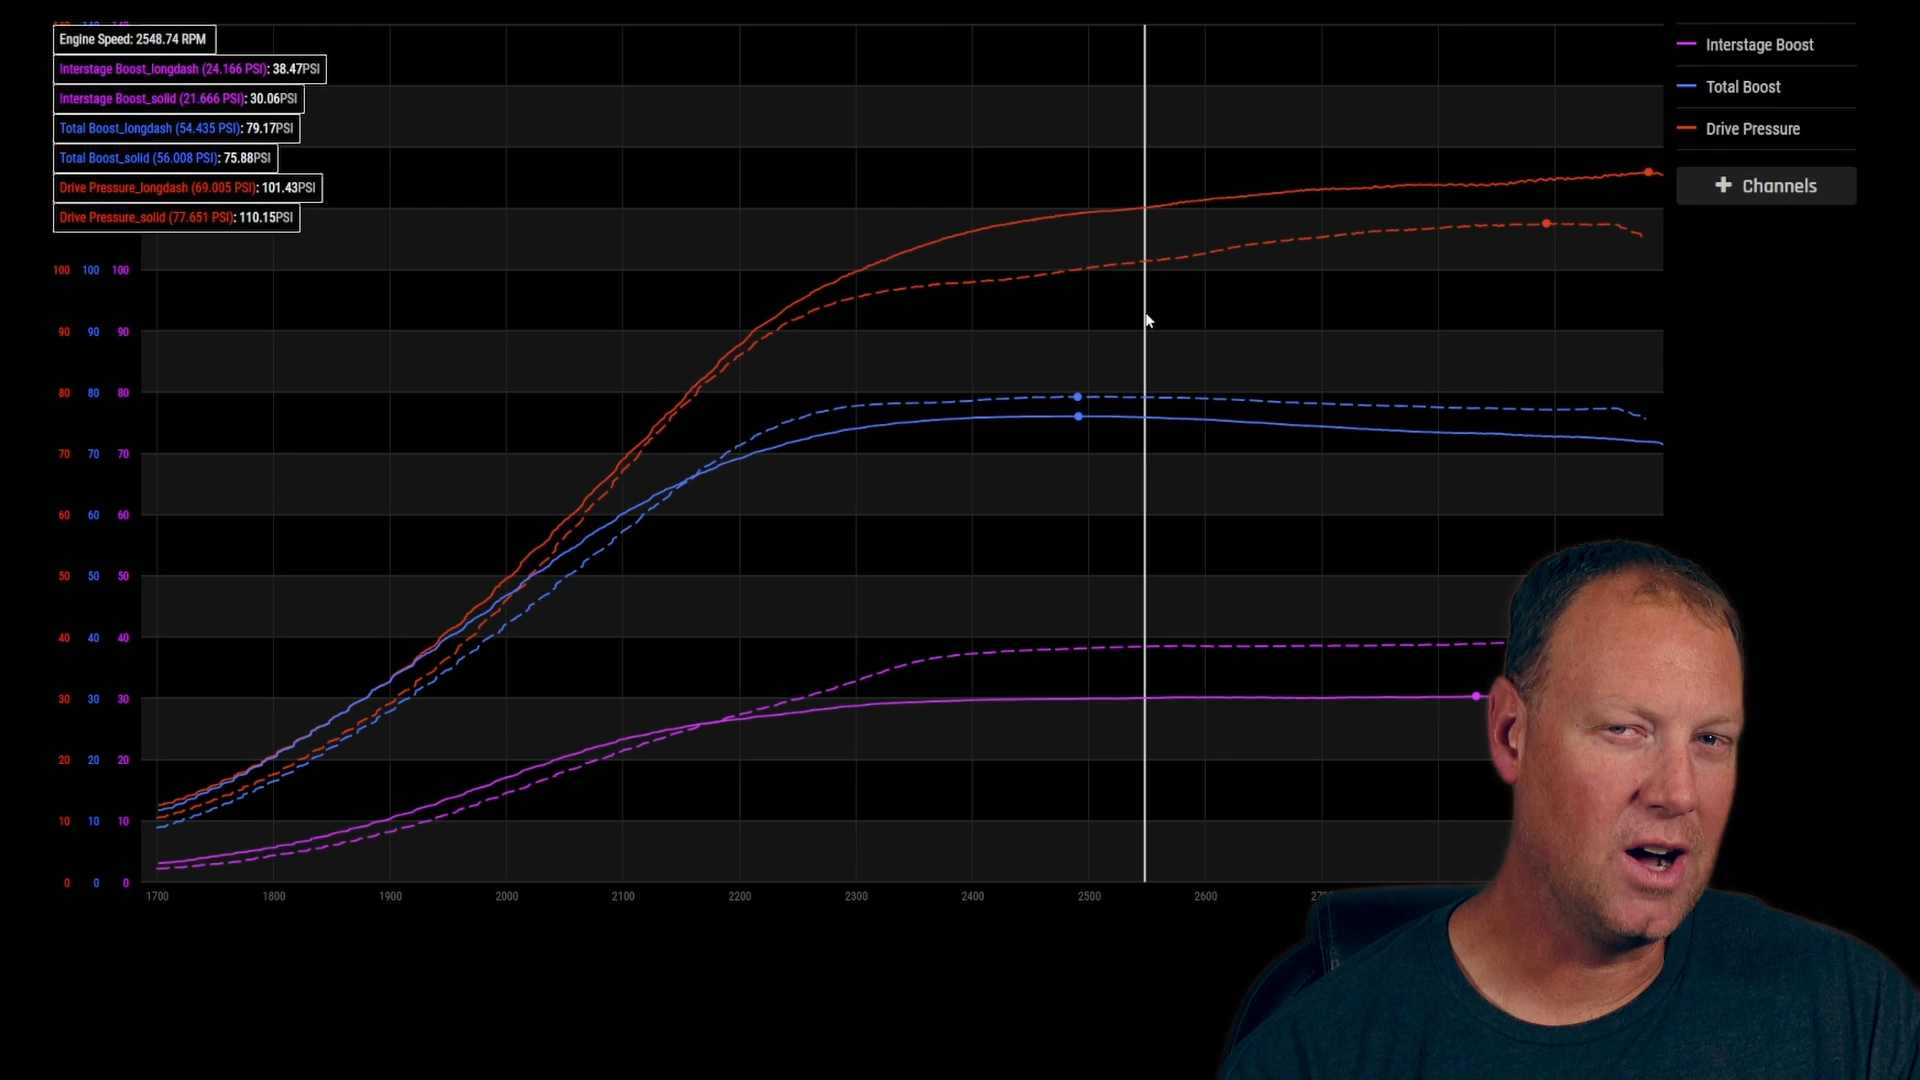 140 140 140
Engine Speed: 2548.74 RPM
Interstage Boost_longdash (24.166 PSI): 38.47PSI
Interstage Boost_solid (21.666 PSI): 30.06PSI
Total Boost_longdash (54.435 PSI): 79.17PSI
Total Boost_solid (56.008 PSI): 75.88PSI
Drive Pressure_longdash (69.005 PSI): 101.43PSI
Drive Pressure_solid (77.651 PSI): 110.15PSI
Interstage Boost
Total Boost
Drive Pressure
Channels
100 100 100
90 90 90
80 80 80
70 70 70
60 60 60
50 50 50
40 40 40
30 30 30
20 20 20
10 10 10
0 0 0
1700 1800 1900 2000 2100 2200 2300 2400 2500 2600